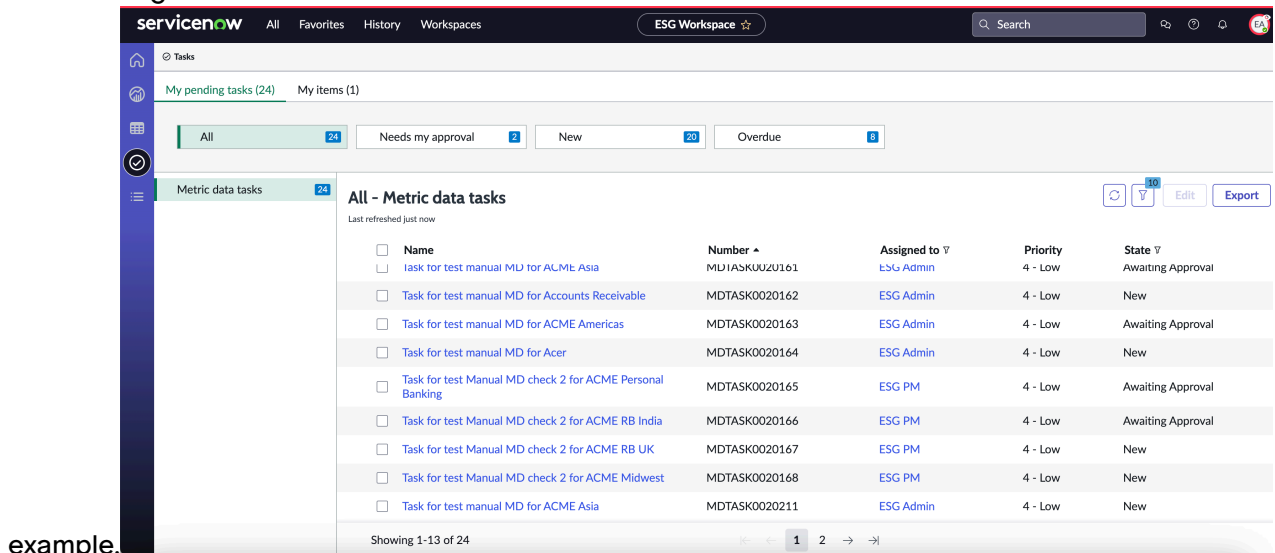 servicenow All Favorites History Workspaces ESG Workspace ☆ Search EA
Tasks
My pending tasks (24) My items (1)
All 24 Needs my approval 2 New 20 Overdue 8
Metric data tasks 24
All - Metric data tasks 10 Edit Export
Last refreshed just now
Name Number Assigned to Priority State
Task for test manual MD for ACME Asia MDTASK0020161 ESG Admin 4 - Low Awaiting Approval
Task for test manual MD for Accounts Receivable MDTASK0020162 ESG Admin 4 - Low New
Task for test manual MD for ACME Americas MDTASK0020163 ESG Admin 4 - Low Awaiting Approval
Task for test manual MD for Acer MDTASK0020164 ESG Admin 4 - Low New
Task for test Manual MD check 2 for ACME Personal
Banking MDTASK0020165 ESG PM 4 - Low Awaiting Approval
Task for test Manual MD check 2 for ACME RB India MDTASK0020166 ESG PM 4 - Low Awaiting Approval
Task for test Manual MD check 2 for ACME RB UK MDTASK0020167 ESG PM 4 - Low New
Task for test Manual MD check 2 for ACME Midwest MDTASK0020168 ESG PM 4 - Low New
Task for test manual MD for ACME Asia MDTASK0020211 ESG Admin 4 - Low New
Showing 1-13 of 24 1 2
example.